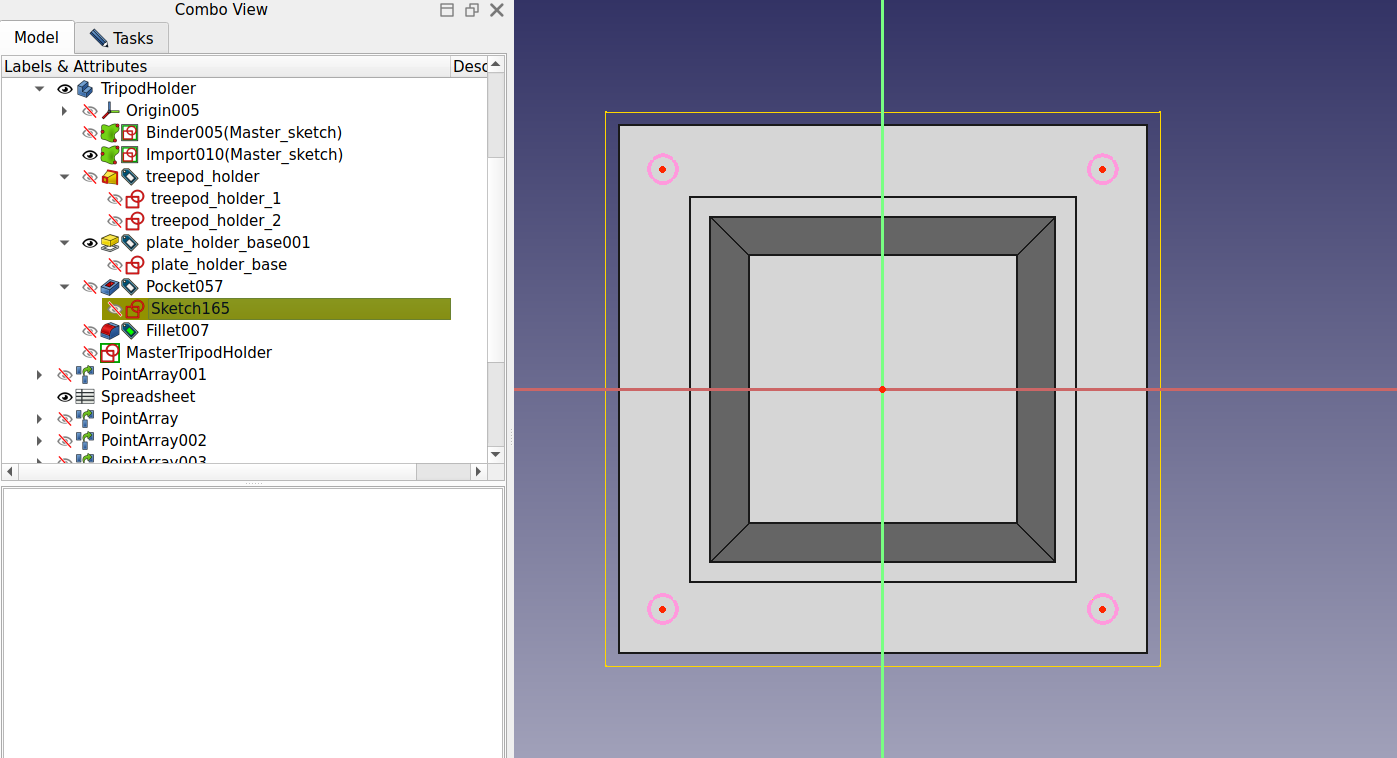 Combo View
Model
Tasks
Labels & Attributes
Desc
TripodHolder
Origin005
Binder005(Master_sketch)
Import010(Master_sketch)
treepod_holder
treepod_holder_1
treepod_holder_2
plate_holder_base001
plate_holder_base
Pocket057
Sketch165
Fillet007
MasterTripodHolder
PointArray001
Spreadsheet
PointArray
PointArray002
PointArray003